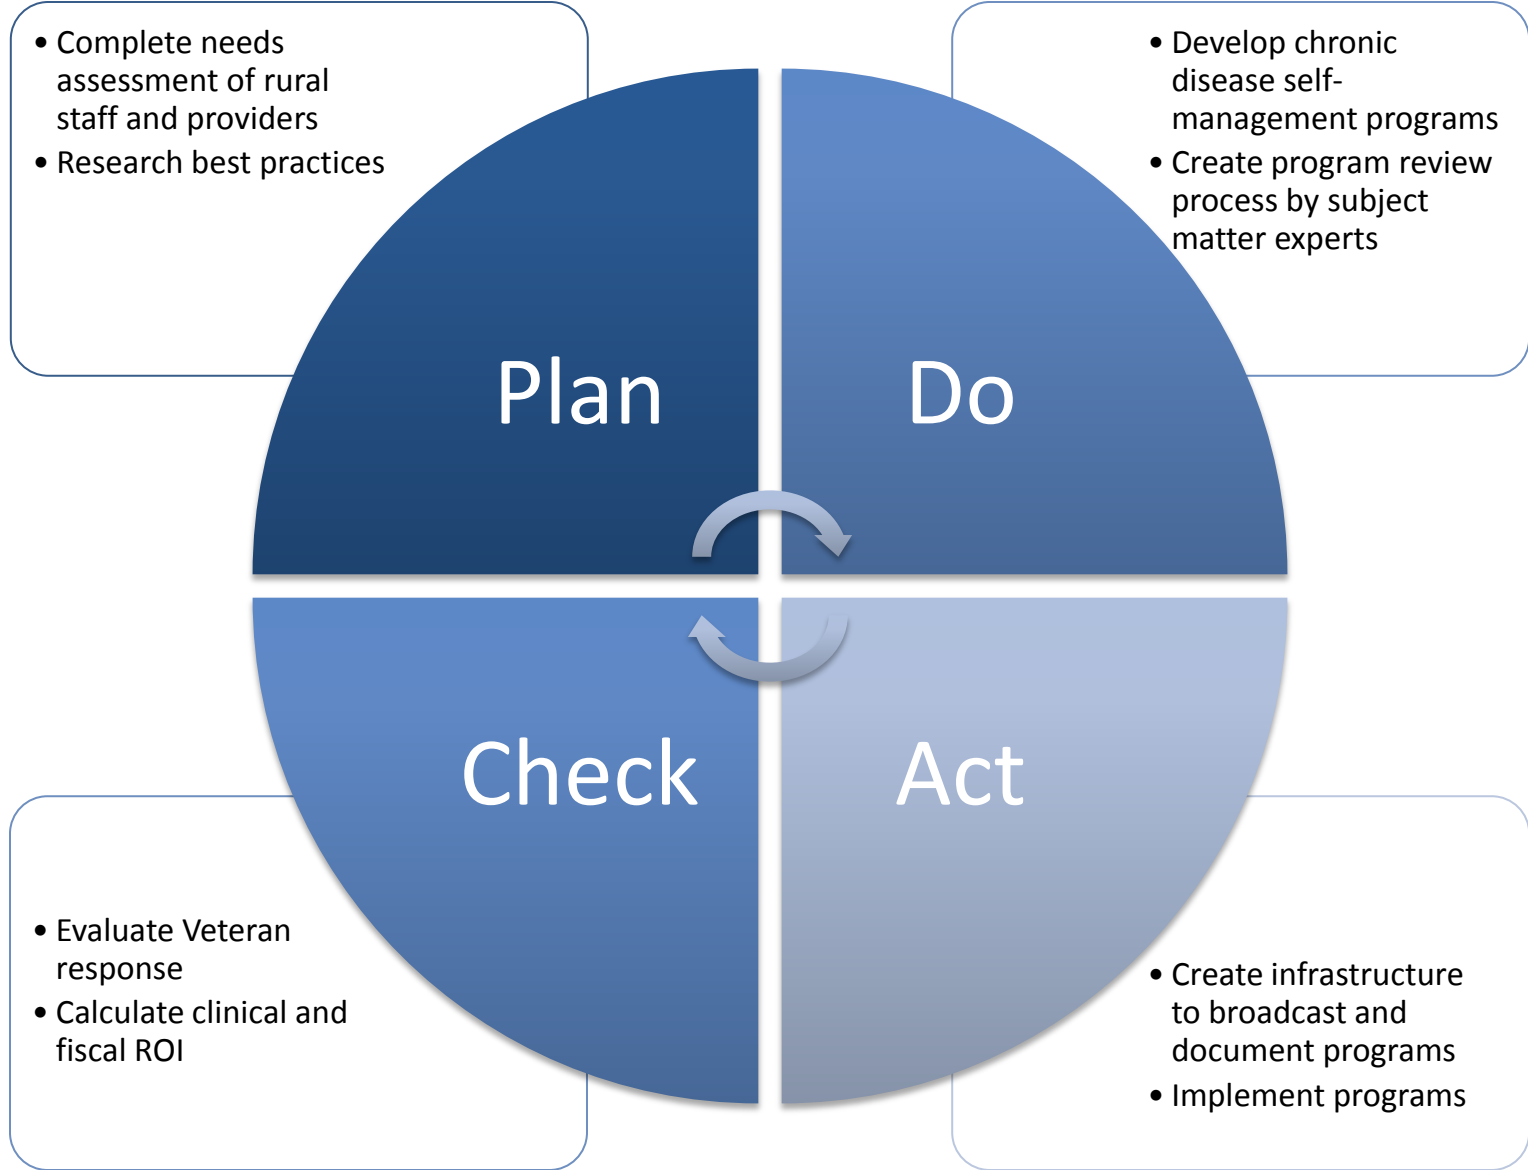 • Complete needs
assessment of rural
staff and providers
• Research best practices
• Develop chronic
disease self-
management programs
• Create program review
process by subject
matter experts
Plan
Do
Check
Act
• Evaluate Veteran
response
• Calculate clinical and
fiscal ROI
• Create infrastructure
to broadcast and
document programs
• Implement programs